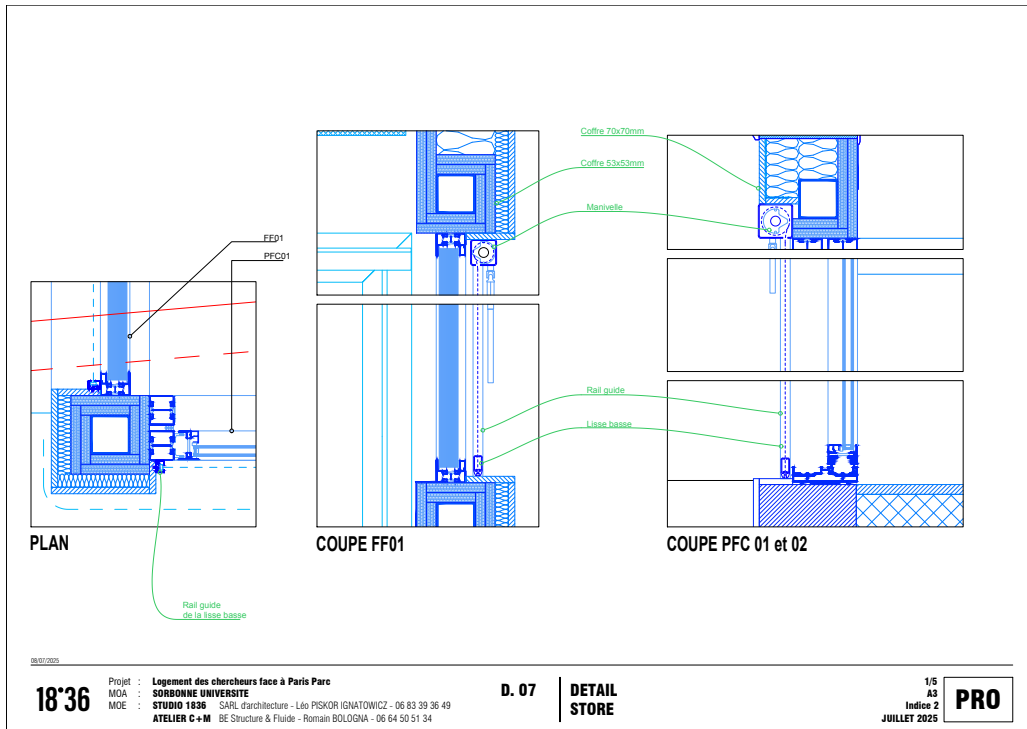 Coffre 70x70mm
Coffre 53x53mm
Manivelle
FF01
PFC01
Rail guide
Lisse basse
PLAN
COUPE FF01
COUPE PFC 01 et 02
Rail guide
de la lisse basse
08/07/2025
18'36
Projet : Logement des chercheurs face à Paris Parc
MOA : SORBONNE UNIVERSITE
MOE : STUDIO 1836 SARL d'architecture - Léo PISKOR IGNATOWICZ - 06 83 39 36 49
ATELIER C+M BE Structure & Fluide - Romain BOLOGNA - 06 64 50 51 34
D. 07
DETAIL
STORE
1/5
A3
Indice 2
JUILLET 2025
PRO